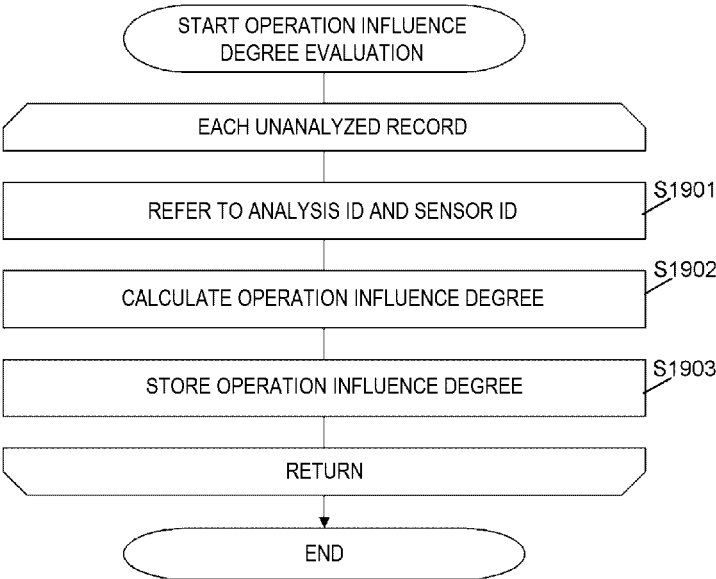 START OPERATION INFLUENCE
DEGREE EVALUATION
EACH UNANALYZED RECORD
S1901
REFER TO ANALYSIS ID AND SENSOR ID
S1902
CALCULATE OPERATION INFLUENCE DEGREE
S1903
STORE OPERATION INFLUENCE DEGREE
RETURN
END